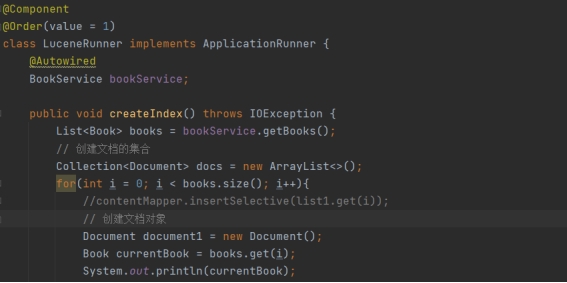 @Component
@Order(value = 1)
class LuceneRunner implements ApplicationRunner {
@Autowired
BookService bookService;
public void createIndex() throws IOException {
List<Book> books = bookService.getBooks();
// 创建文档的集合
Collection<Document> docs = new ArrayList<>();
for(int i = 0; i < books.size(); i++){
//contentMapper.insertSelective(list1.get(i));
// 创建文档对象
Document document1 = new Document();
Book currentBook = books.get(i);
System.out.println(currentBook);